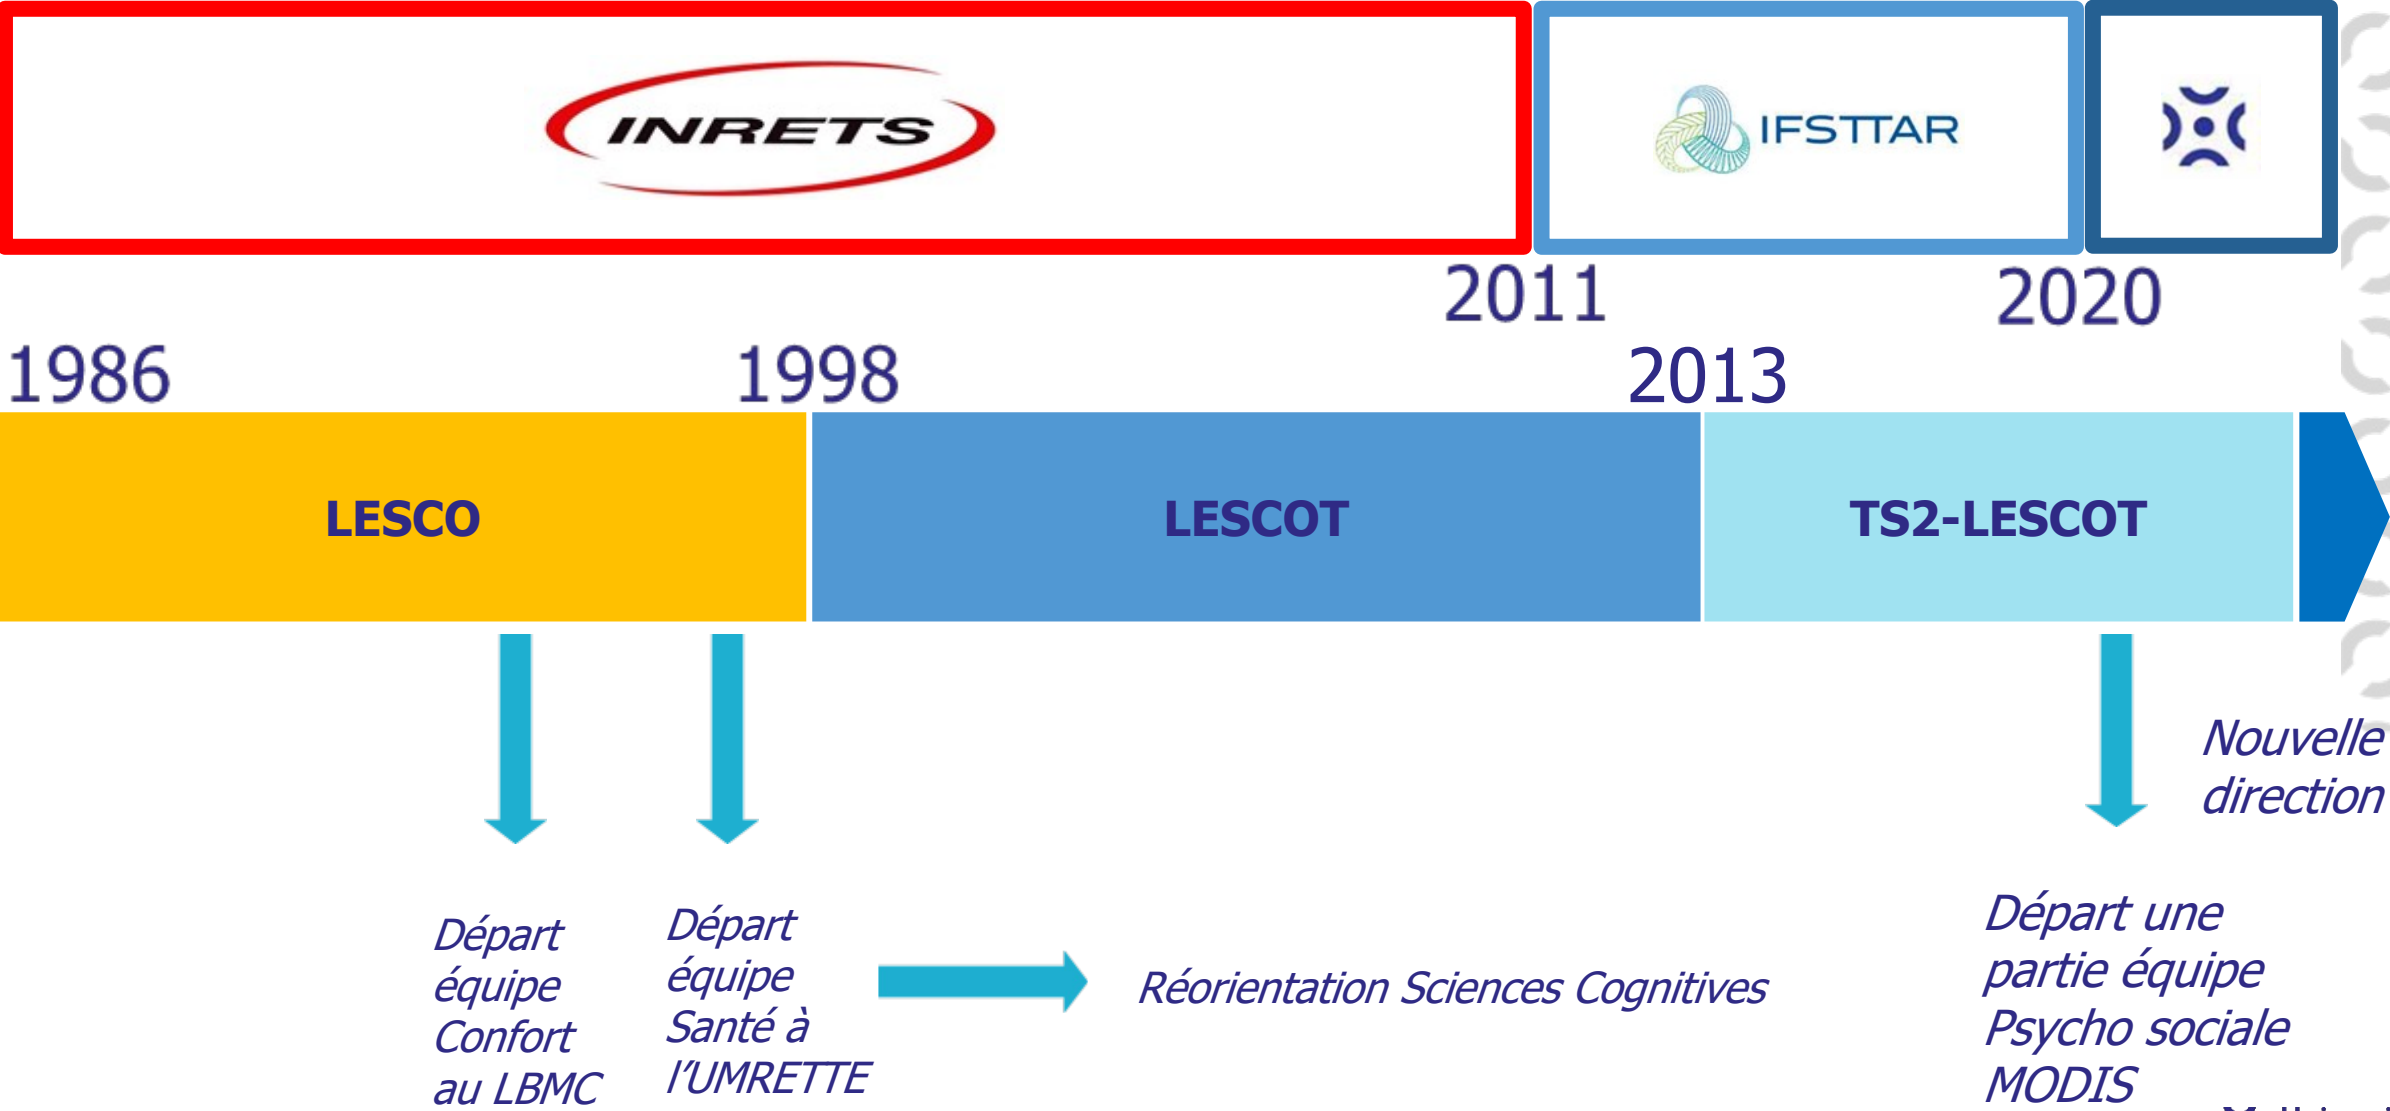 INRETS
IFSTTAR
2011
2020
1986
1998
2013
LESCO
LESCOT
TS2-LESCOT
Nouvelle
direction
Départ
équipe
Confort
au LBMC
Départ
équipe
Santé à
l'UMRETTE
Réorientation Sciences Cognitives
Départ une
partie équipe
Psycho sociale
MODIS